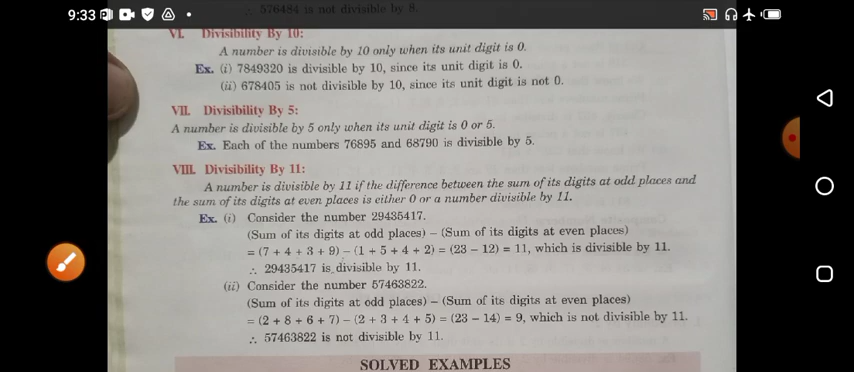 9:33
∴ 576484 is not divisible by 8.
VI. Divisibility By 10:
A number is divisible by 10 only when its unit digit is 0.
Ex. (i) 7849320 is divisible by 10, since its unit digit is 0.
(ii) 678405 is not divisible by 10, since its unit digit is not 0.
VII. Divisibility By 5:
A number is divisible by 5 only when its unit digit is 0 or 5.
Ex. Each of the numbers 76895 and 68790 is divisible by 5.
VIII. Divisibility By 11:
A number is divisible by 11 if the difference between the sum of its digits at odd places and
the sum of its digits at even places is either 0 or a number divisible by 11.
Ex. (i) Consider the number 29435417.
(Sum of its digits at odd places) – (Sum of its digits at even places)
= (7 + 4 + 3 + 9) – (1 + 5 + 4 + 2) = (23 – 12) = 11, which is divisible by 11.
∴ 29435417 is divisible by 11.
(ii) Consider the number 57463822.
(Sum of its digits at odd places) – (Sum of its digits at even places)
= (2 + 8 + 6 + 7) – (2 + 3 + 4 + 5) = (23 – 14) = 9, which is not divisible by 11.
∴ 57463822 is not divisible by 11.
SOLVED EXAMPLES